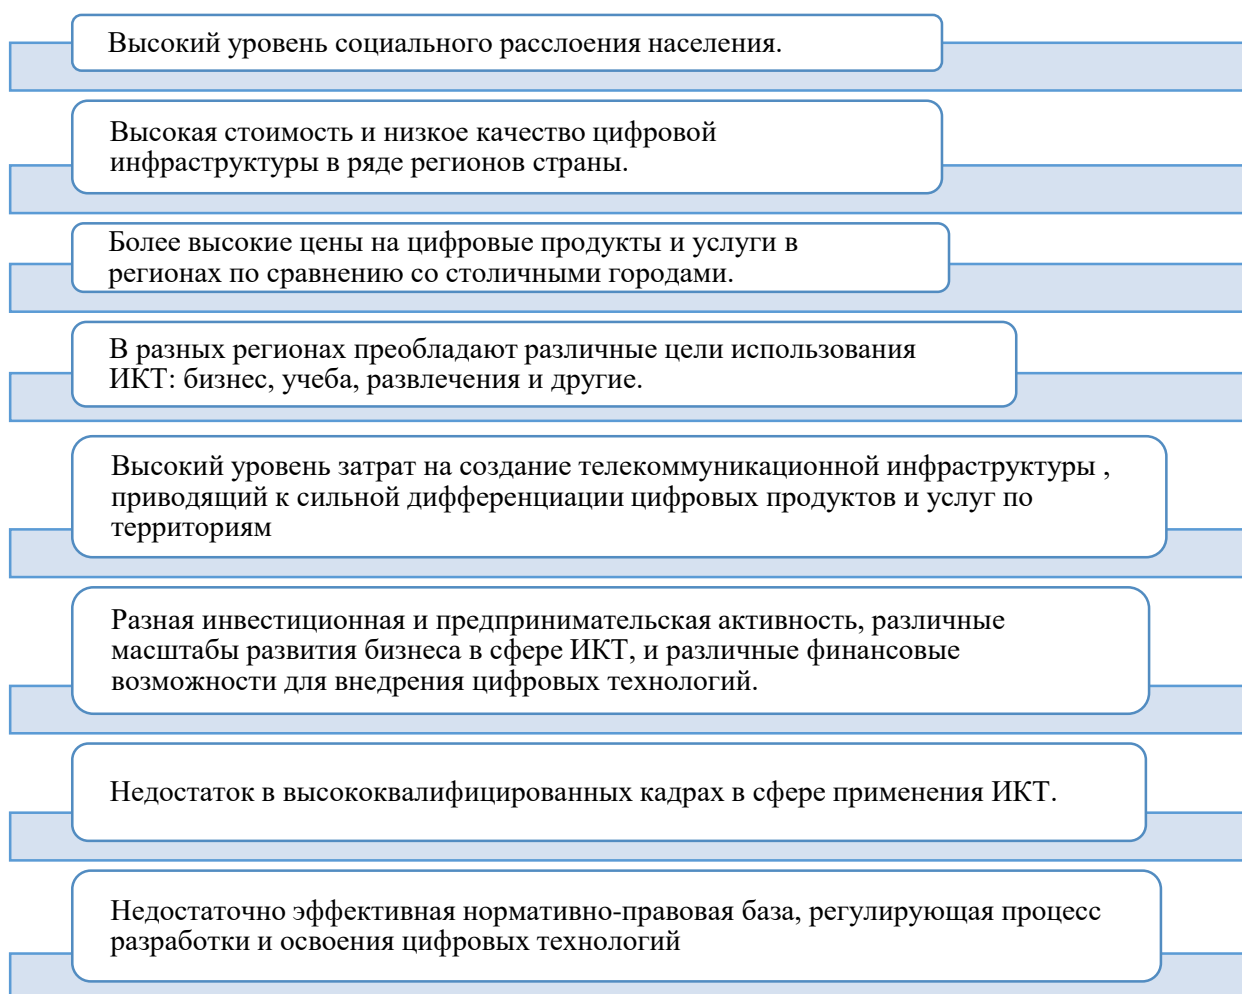 Высокий уровень социального расслоения населения.
Высокая стоимость и низкое качество цифровой
инфраструктуры в ряде регионов страны.
Более высокие цены на цифровые продукты и услуги в
регионах по сравнению со столичными городами.
В разных регионах преобладают различные цели использования
ИКТ: бизнес, учеба, развлечения и другие.
Высокий уровень затрат на создание телекоммуникационной инфраструктуры ,
приводящий к сильной дифференциации цифровых продуктов и услуг по
территориям
Разная инвестиционная и предпринимательская активность, различные
масштабы развития бизнеса в сфере ИКТ, и различные финансовые
возможности для внедрения цифровых технологий.
Недостаток в высококвалифицированных кадрах в сфере применения ИКТ.
Недостаточно эффективная нормативно-правовая база, регулирующая процесс
разработки и освоения цифровых технологий